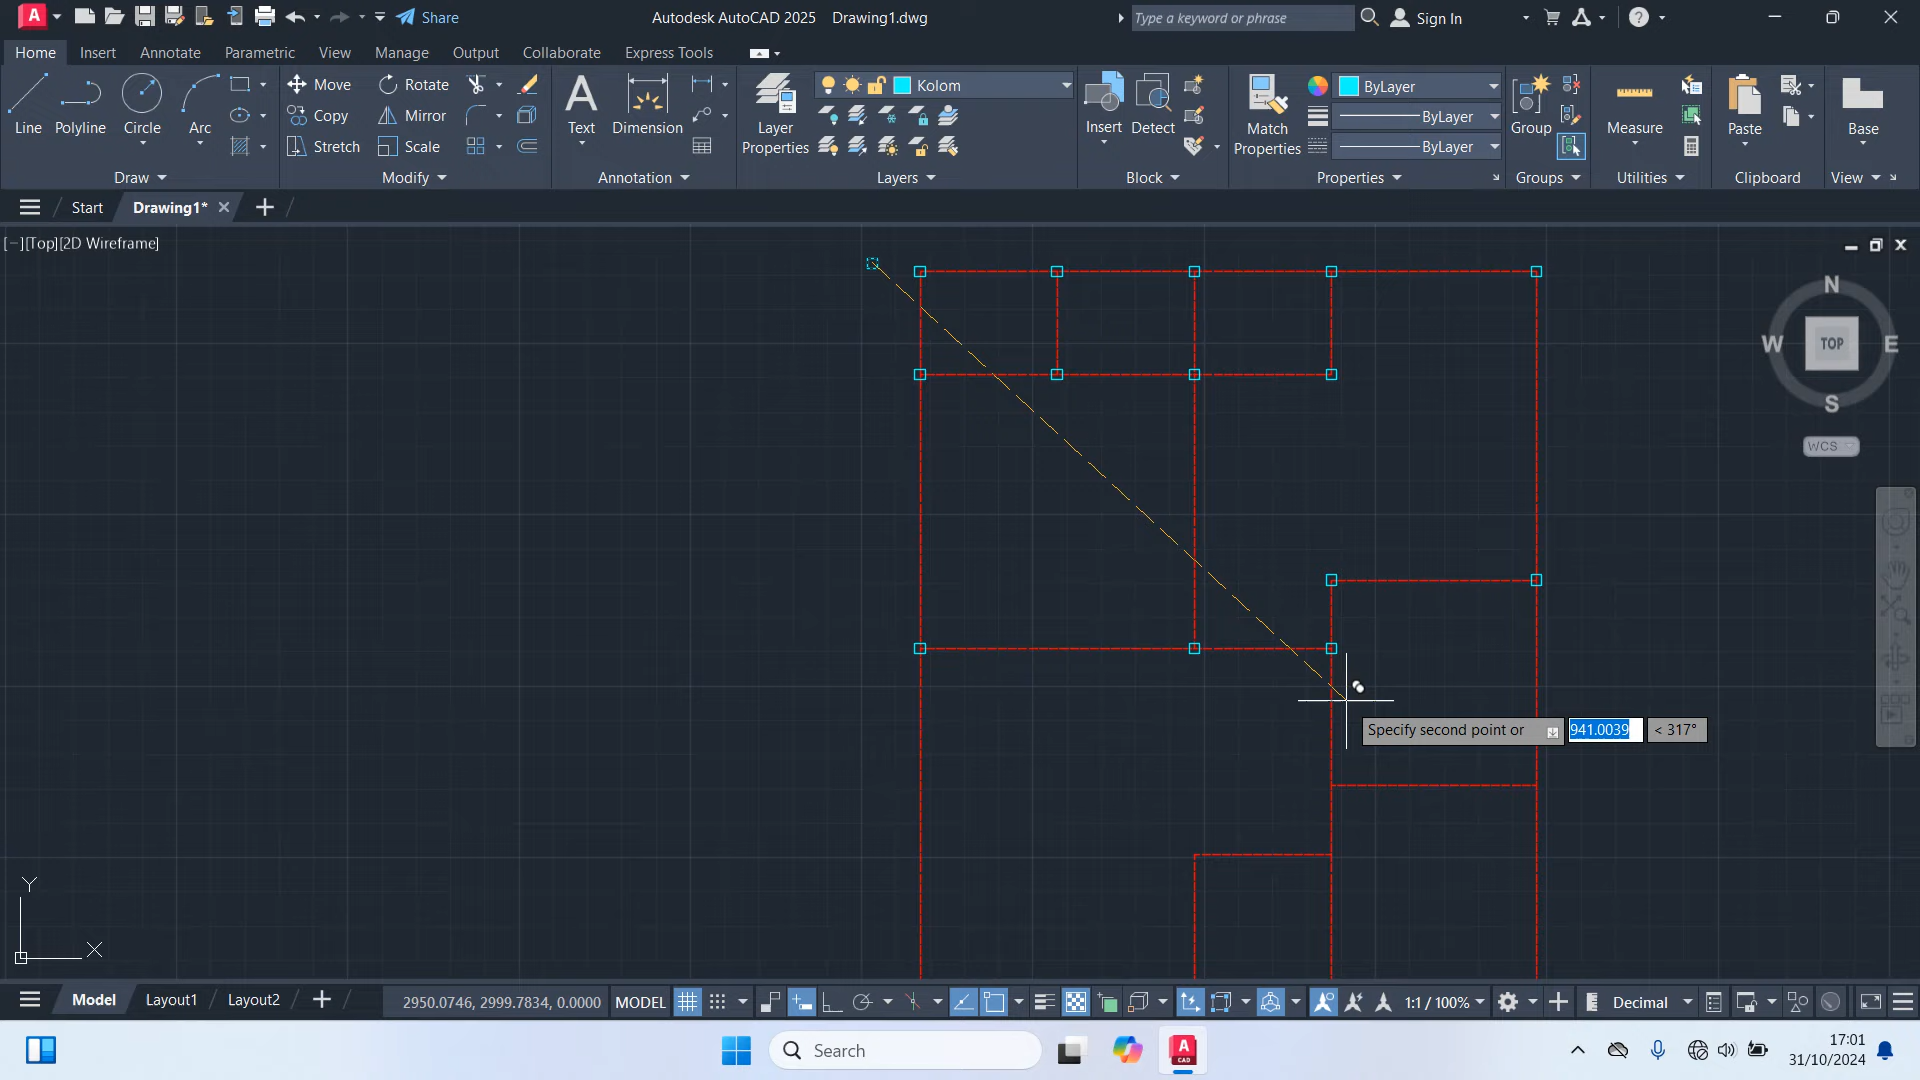 Share
Autodesk AutoCAD 2025 Drawing1.dwg
Type a keyword or phrase
Sign In
Home Insert Annotate Parametric View Manage Output Collaborate Express Tools
Line Polyline Circle Arc
Move Rotate
Copy Mirror
Stretch Scale
Text Dimension
Layer Properties
Kolom
Insert Detect
Match Properties
ByLayer
ByLayer
ByLayer
Group
Measure
Paste
Base
Draw Modify Annotation Layers Block Properties Groups Utilities Clipboard View
Start Drawing1*
[−][Top][2D Wireframe]
N
W TOP E
S
WCS
Specify second point or 941.0039 < 317°
Y
X
Model Layout1 Layout2
2950.0746, 2999.7834, 0.0000 MODEL
1:1 / 100%
Decimal
Search
A CAD
17:01
31/10/2024